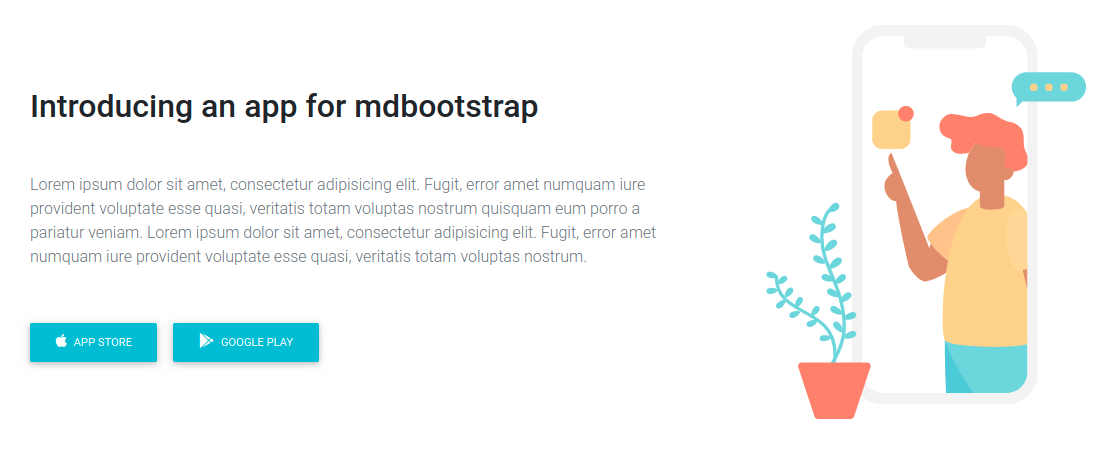 Introducing an app for mdbootstrap
Lorem ipsum dolor sit amet, consectetur adipisicing elit. Fugit, error amet numquam iure
provident voluptate esse quasi, veritatis totam voluptas nostrum quisquam eum porro a
pariatur veniam. Lorem ipsum dolor sit amet, consectetur adipisicing elit. Fugit, error amet
numquam iure provident voluptate esse quasi, veritatis totam voluptas nostrum.
APP STORE
GOOGLE PLAY